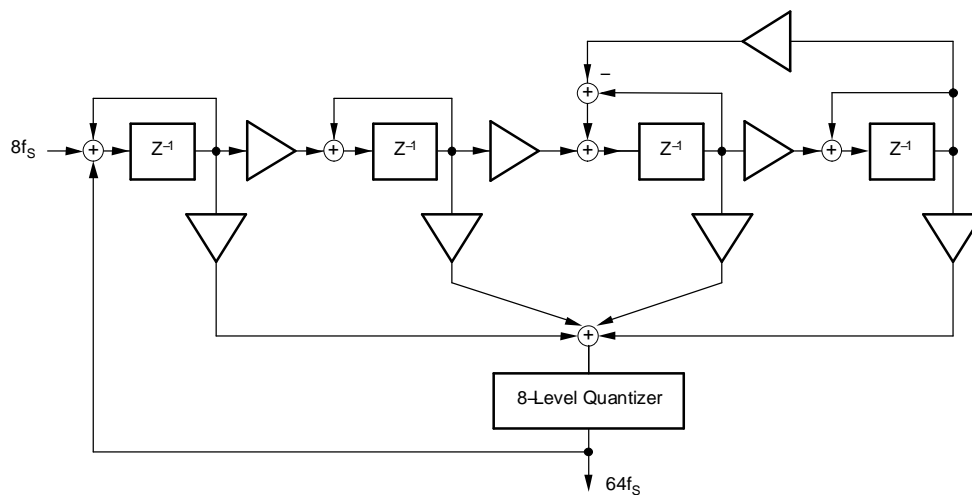 –
+
8fS
+
Z–1
+
Z–1
+
Z–1
+
Z–1
+
8–Level Quantizer
64fS